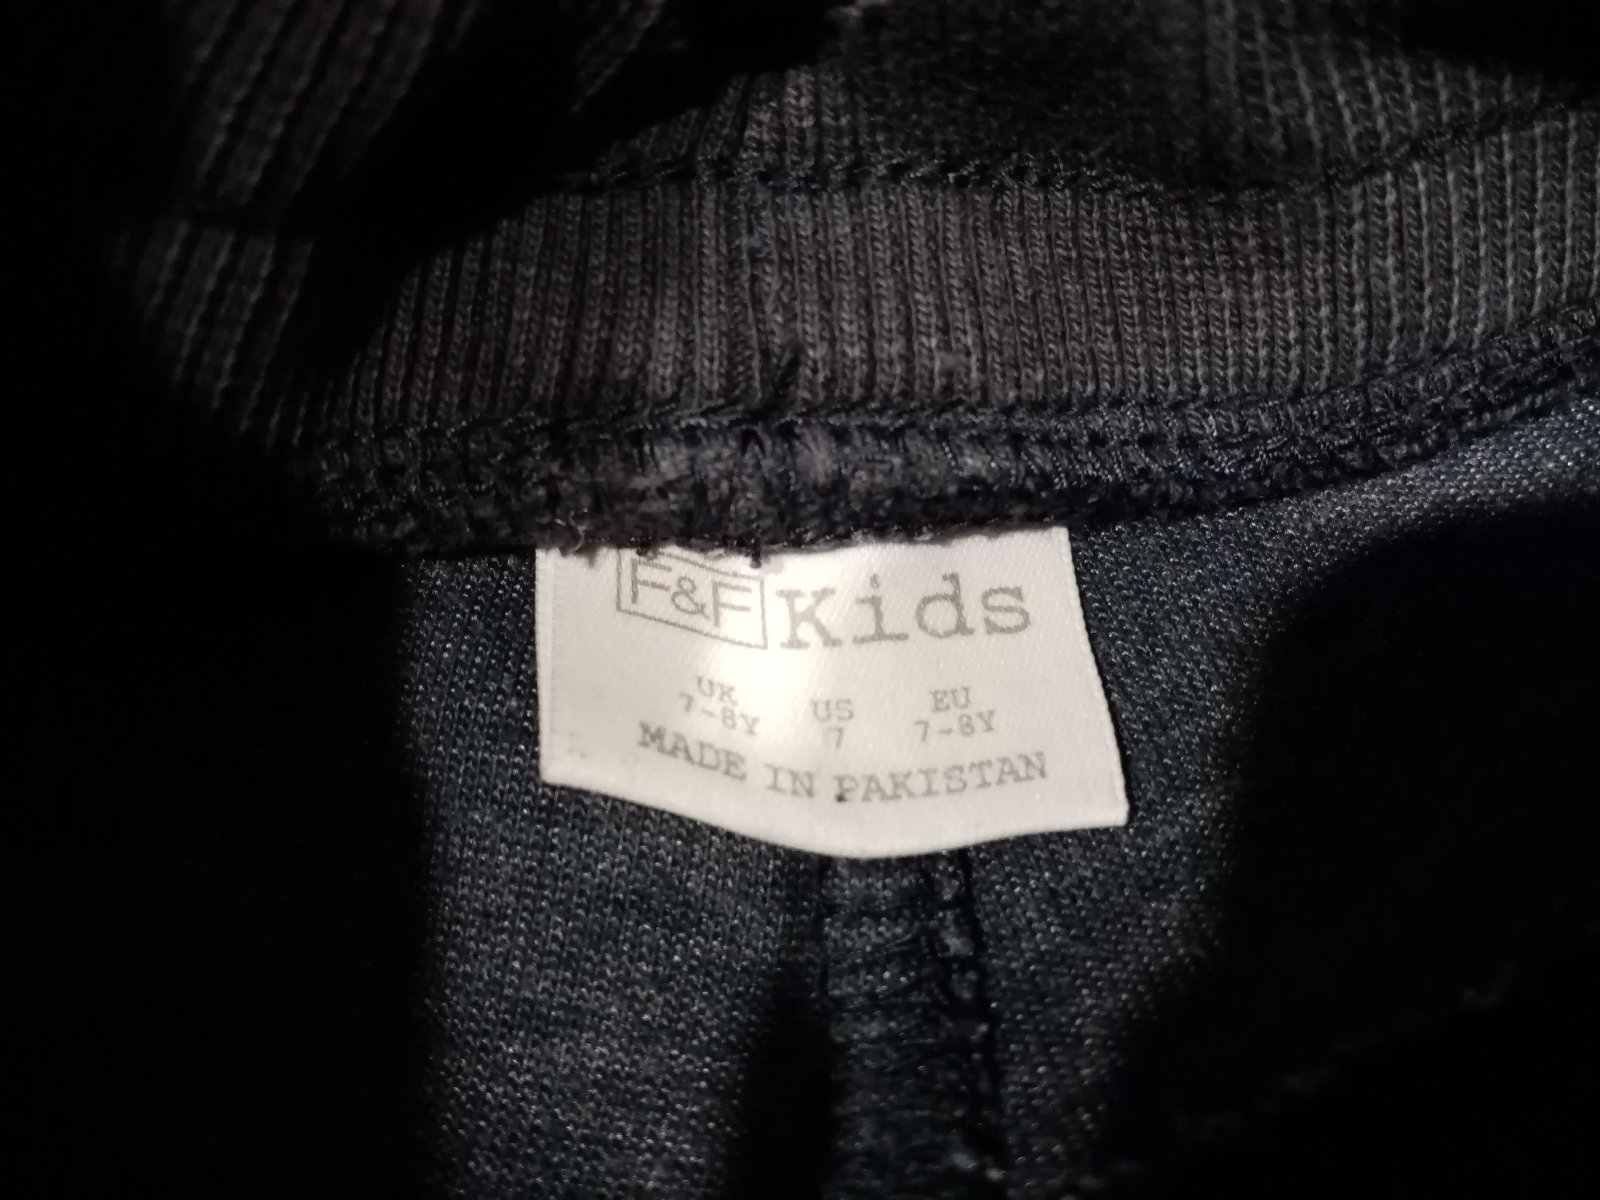 F&F Kids
UK US EU
7-8Y 7 7-8Y
MADE IN PAKISTAN